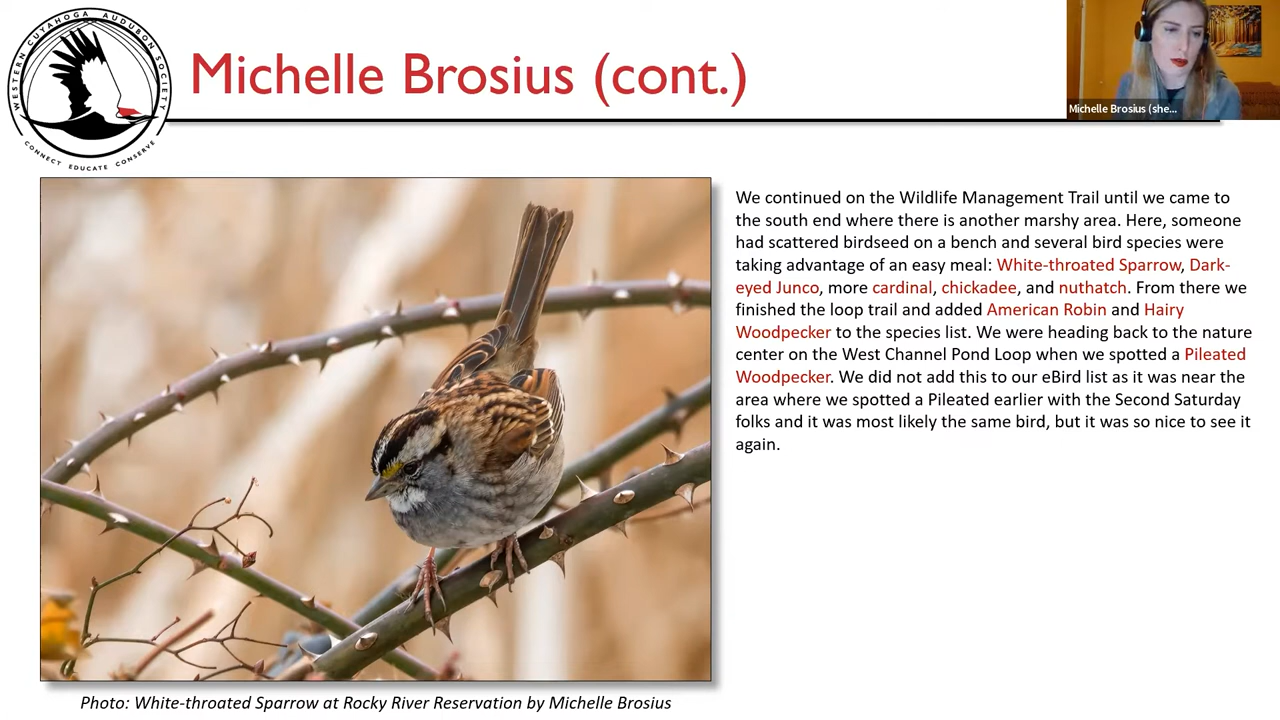 WESTERN CUYAHOGA AUDUBON SOCIETY
CONNECT EDUCATE CONSERVE
Michelle Brosius (cont.)
Michelle Brosius (she...
We continued on the Wildlife Management Trail until we came to
the south end where there is another marshy area. Here, someone
had scattered birdseed on a bench and several bird species were
taking advantage of an easy meal: White-throated Sparrow, Dark-
eyed Junco, more cardinal, chickadee, and nuthatch. From there we
finished the loop trail and added American Robin and Hairy
Woodpecker to the species list. We were heading back to the nature
center on the West Channel Pond Loop when we spotted a Pileated
Woodpecker. We did not add this to our eBird list as it was near the
area where we spotted a Pileated earlier with the Second Saturday
folks and it was most likely the same bird, but it was so nice to see it
again.
Photo: White-throated Sparrow at Rocky River Reservation by Michelle Brosius